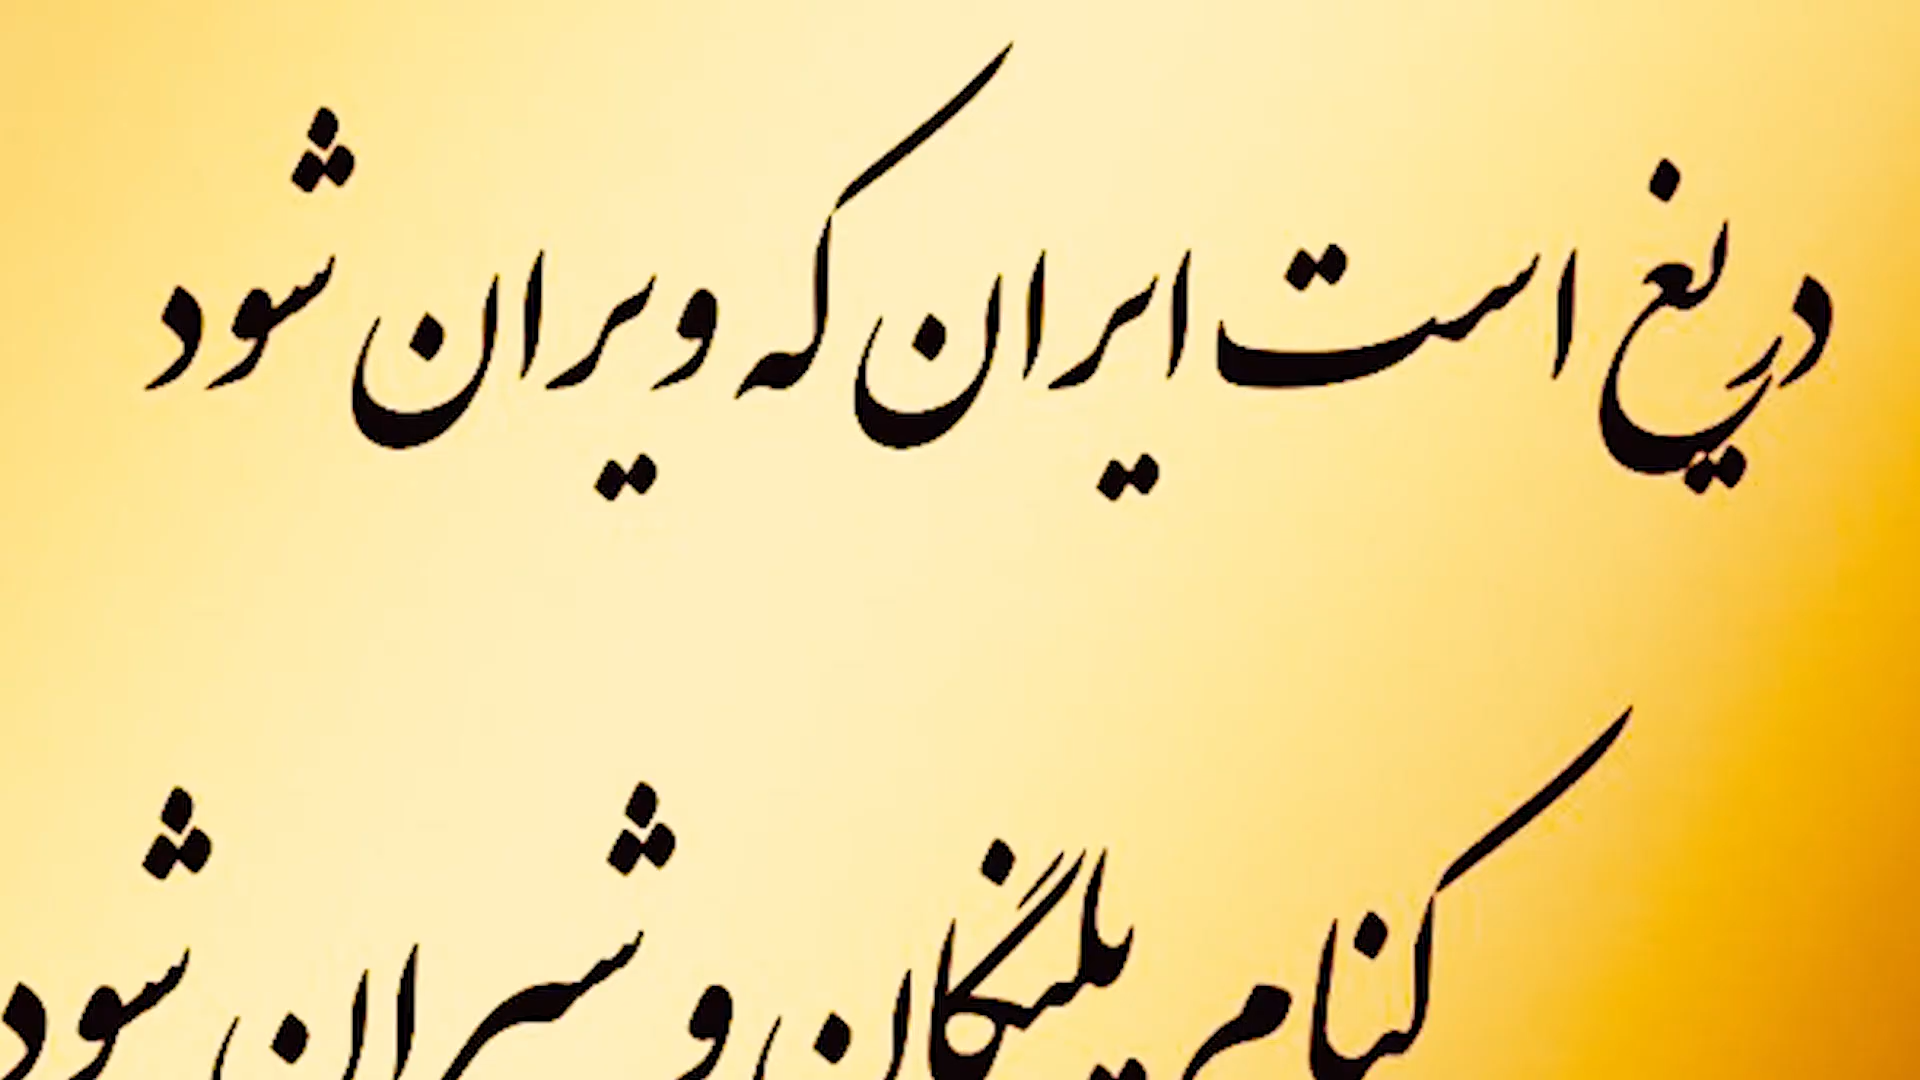 دریغ است ایران که ویران شود
کنام پلنگان و شیران شود